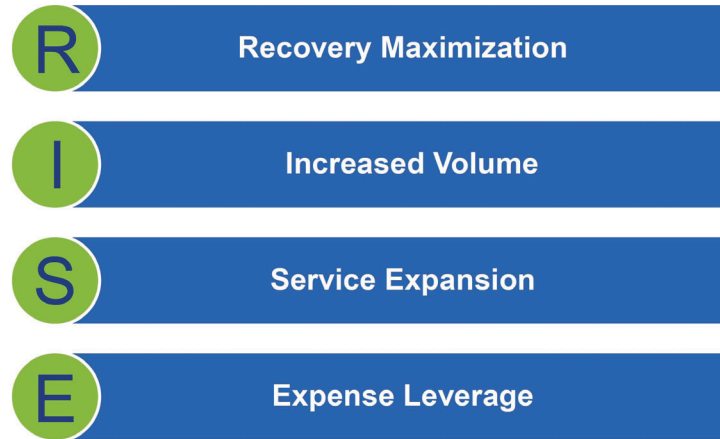 R Recovery Maximization
I Increased Volume
S Service Expansion
E Expense Leverage